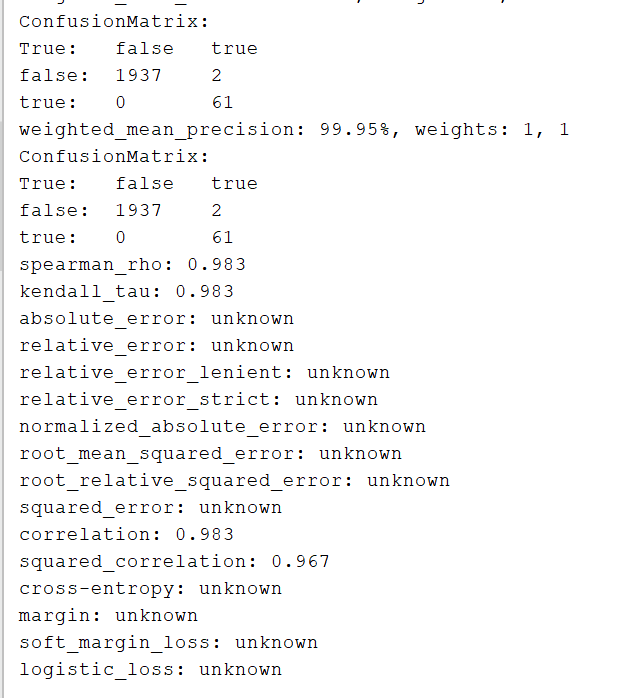 ConfusionMatrix:
True: false true
false: 1937 2
true: 0 61
weighted_mean_precision: 99.95%, weights: 1, 1
ConfusionMatrix:
True: false true
false: 1937 2
true: 0 61
spearman_rho: 0.983
kendall_tau: 0.983
absolute_error: unknown
relative_error: unknown
relative_error_lenient: unknown
relative_error_strict: unknown
normalized_absolute_error: unknown
root_mean_squared_error: unknown
root_relative_squared_error: unknown
squared_error: unknown
correlation: 0.983
squared_correlation: 0.967
cross-entropy: unknown
margin: unknown
soft_margin_loss: unknown
logistic_loss: unknown